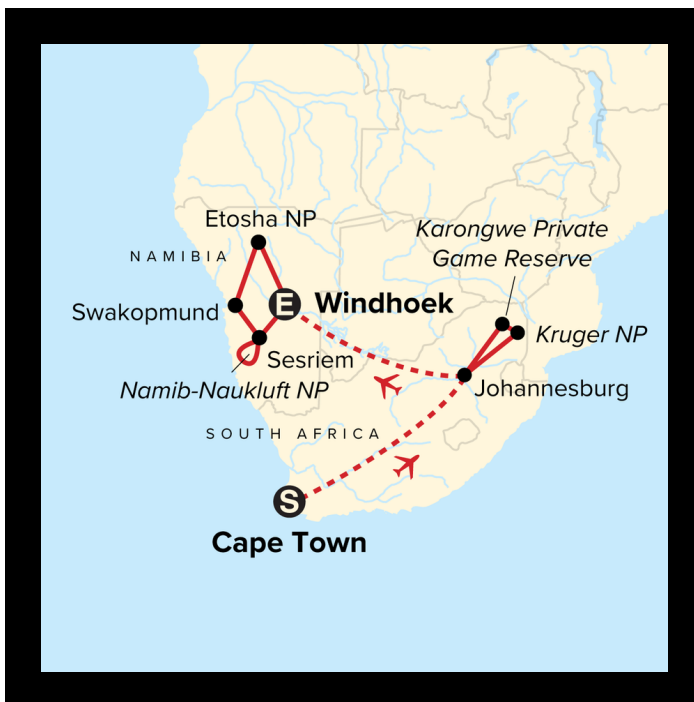 Etosha NP
Karongwe Private
Game Reserve
NAMIBIA
E
Windhoek
Swakopmund
Kruger NP
Sesriem
Namib-Naukluft NP
Johannesburg
SOUTH AFRICA
S
Cape Town